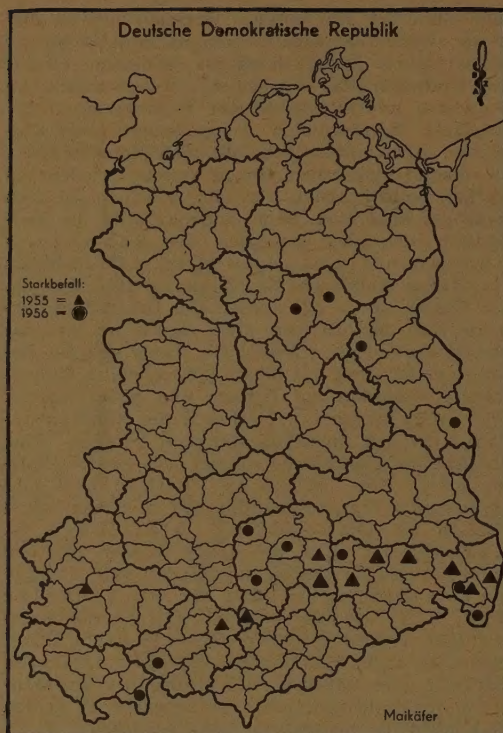 Deutsche Demokratische Republik
Starkbefall:
1955 = ▲
1956 = ●
Maikäfer